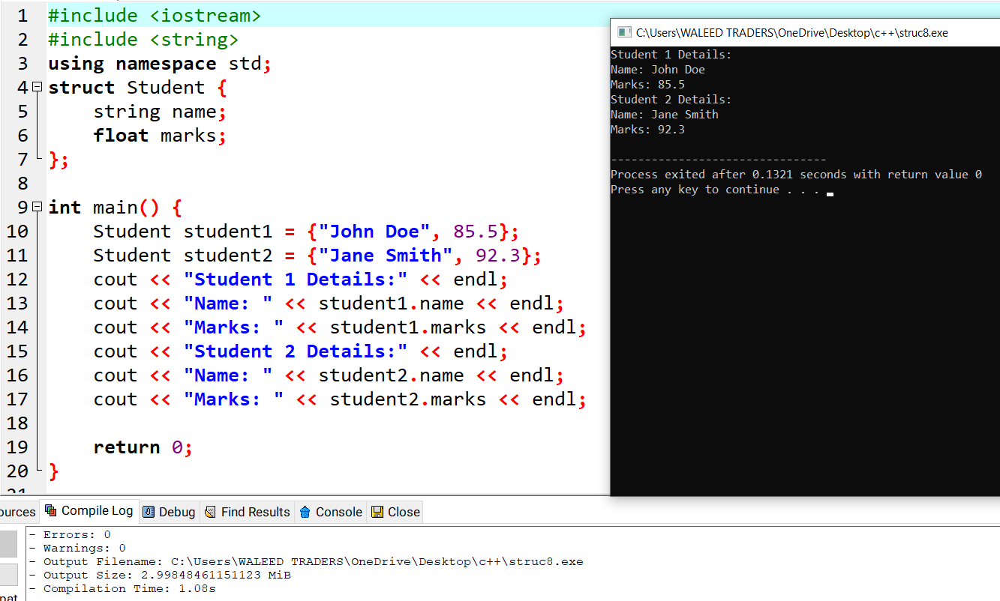 1 #include <iostream>
2 #include <string>
3 using namespace std;
4 struct Student {
5     string name;
6     float marks;
7 };
8
9 int main() {
10     Student student1 = {"John Doe", 85.5};
11     Student student2 = {"Jane Smith", 92.3};
12     cout << "Student 1 Details:" << endl;
13     cout << "Name: " << student1.name << endl;
14     cout << "Marks: " << student1.marks << endl;
15     cout << "Student 2 Details:" << endl;
16     cout << "Name: " << student2.name << endl;
17     cout << "Marks: " << student2.marks << endl;
18
19     return 0;
20 }
21
C:\Users\WALEED TRADERS\OneDrive\Desktop\c++\struc8.exe
Student 1 Details:
Name: John Doe
Marks: 85.5
Student 2 Details:
Name: Jane Smith
Marks: 92.3
--------------------------------
Process exited after 0.1321 seconds with return value 0
Press any key to continue . . .
ources Compile Log Debug Find Results Console Close
- Errors: 0
- Warnings: 0
- Output Filename: C:\Users\WALEED TRADERS\OneDrive\Desktop\c++\struc8.exe
- Output Size: 2.99848461151123 MiB
- Compilation Time: 1.08s
pat